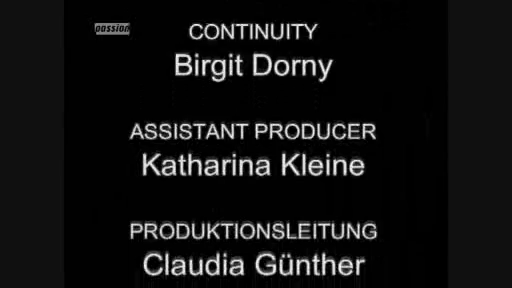 passion
CONTINUITY
Birgit Dorny
ASSISTANT PRODUCER
Katharina Kleine
PRODUKTIONSLEITUNG
Claudia Günther